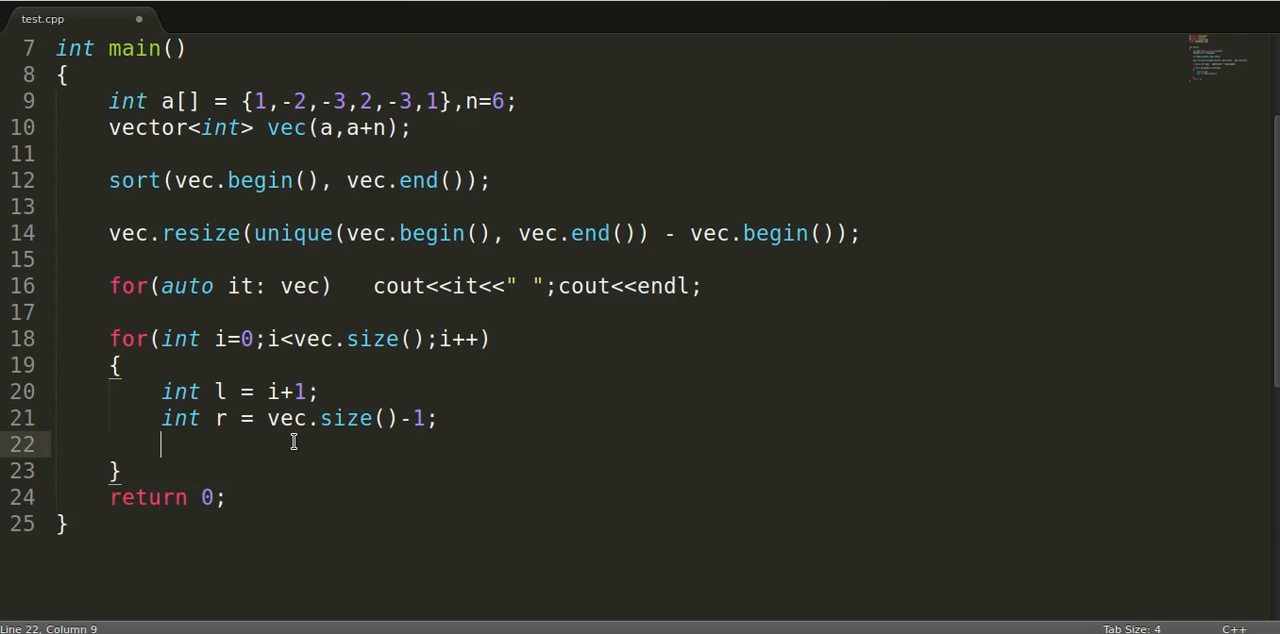 test.cpp
7 int main()
8 {
9 int a[] = {1,-2,-3,2,-3,1},n=6;
10 vector<int> vec(a,a+n);
11
12 sort(vec.begin(), vec.end());
13
14 vec.resize(unique(vec.begin(), vec.end()) - vec.begin());
15
16 for(auto it: vec)   cout<<it<<" ";cout<<endl;
17
18 for(int i=0;i<vec.size();i++)
19 {
20 int l = i+1;
21 int r = vec.size()-1;
22
23 }
24 return 0;
25 }
Line 22, Column 9 Tab Size: 4 C++